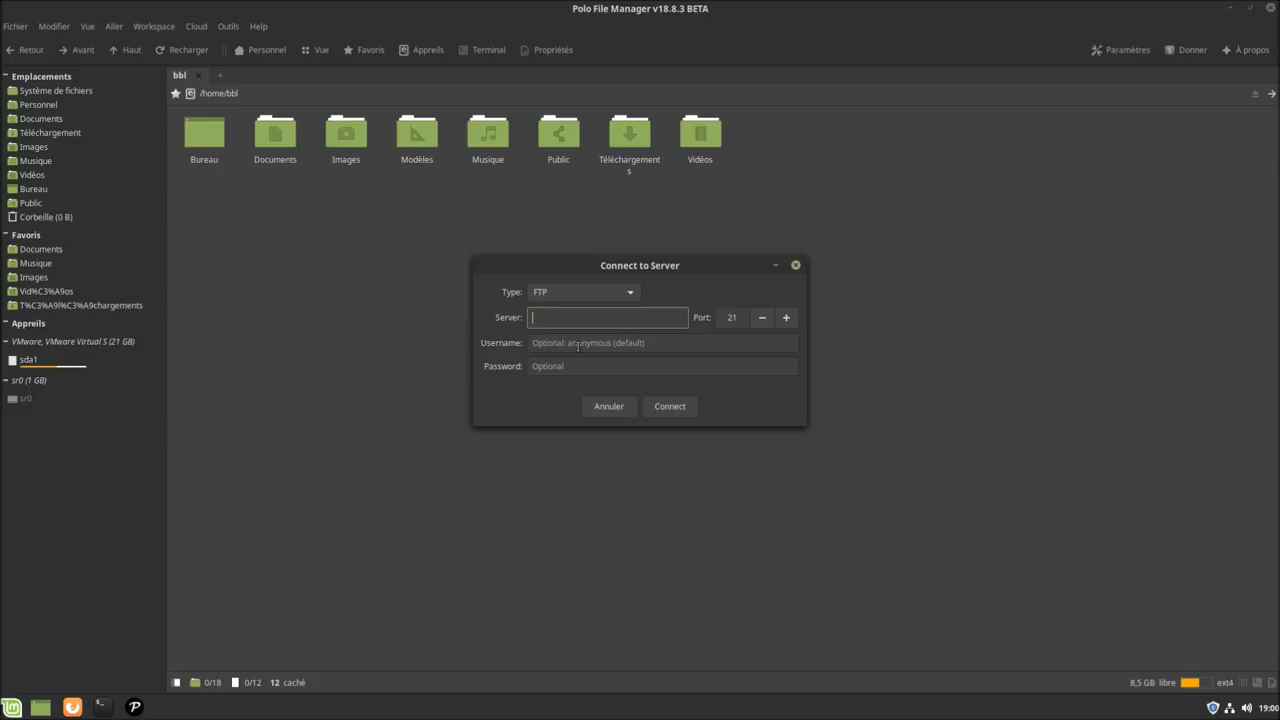 Polo File Manager v18.8.3 BETA
Fichier Modifier Vue Aller Workspace Cloud Outils Help
Retour Avant Haut Recharger Personnel Vue Favoris Appareils Terminal Propriétés Paramètres Donner À propos
Emplacements
Système de fichiers
Personnel
Documents
Téléchargement
Images
Musique
Vidéos
Bureau
Public
Corbeille (0 B)
Favoris
Documents
Musique
Images
Vid%C3%A9os
T%C3%A9l%C3%A9chargements
Appreils
VMware, VMware Virtual S (21 GB)
sda1
sr0 (1 GB)
sr0
bbl
/home/bbl
Bureau Documents Images Modèles Musique Public Téléchargement Vidéos
s
Connect to Server
Type: FTP
Server: Port: 21
Username: Optional: anonymous (default)
Password: Optional
Annuler Connect
0/18 0/12 12 caché 8,5 GB libre ext4
19:00